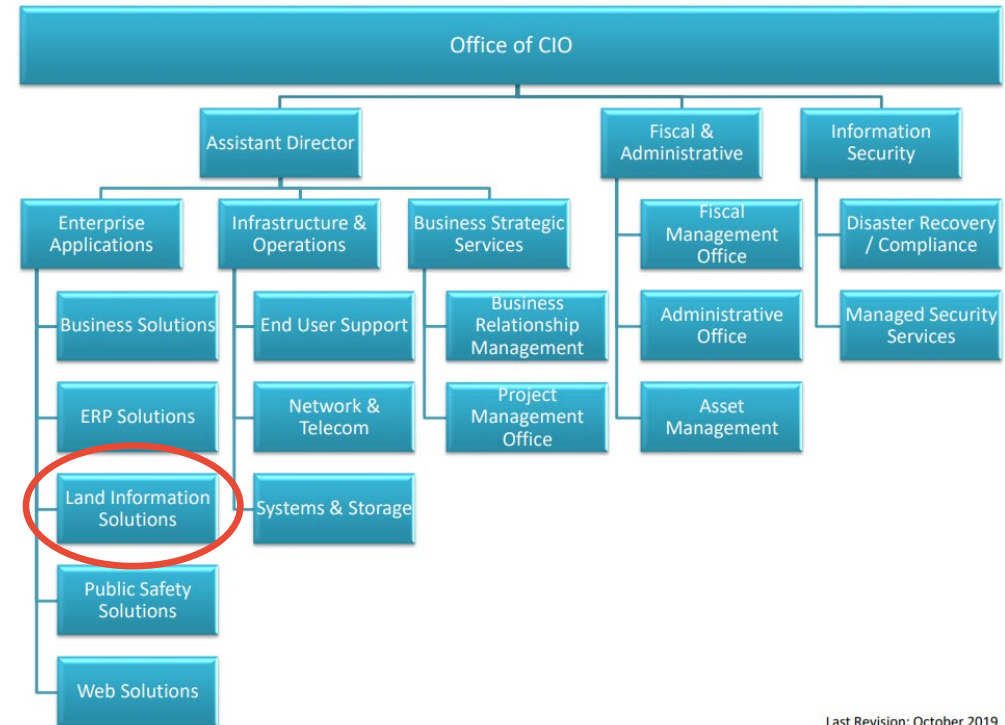 Office of CIO
Assistant Director
Fiscal &
Administrative
Information
Security
Enterprise
Applications
Infrastructure &
Operations
Business Strategic
Services
Fiscal
Management
Office
Disaster Recovery
/ Compliance
Business Solutions
End User Support
Business
Relationship
Management
Administrative
Office
Managed Security
Services
ERP Solutions
Network &
Telecom
Project
Management
Office
Asset
Management
Land Information
Solutions
Systems & Storage
Public Safety
Solutions
Web Solutions
Last Revision: October 2019